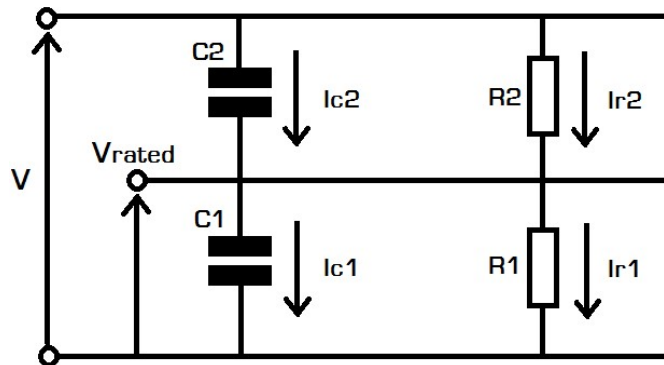 C2
Ic2
R2
Ir2
Vrated
V
C1
Ic1
R1
Ir1